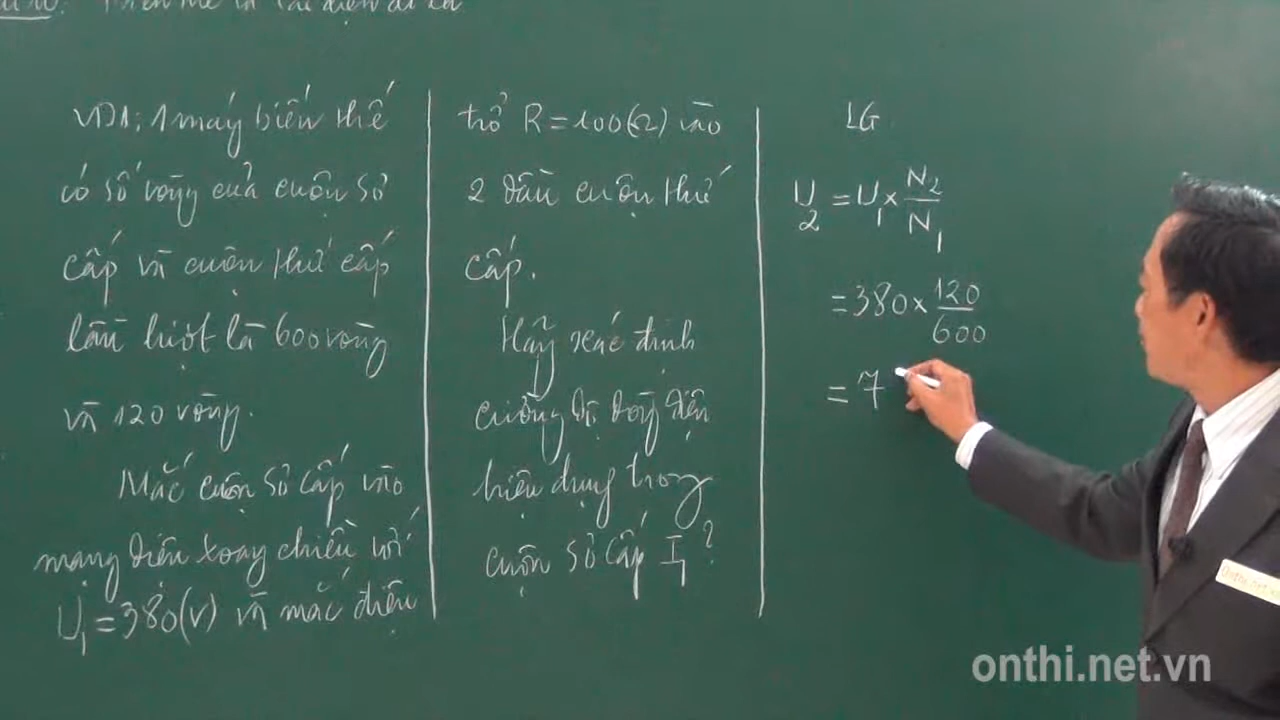 VD1: 1 máy biến thế
có số vòng của cuộn sơ
cấp và cuộn thứ cấp
lần lượt là 600 vòng
và 120 vòng.
Mắc cuộn sơ cấp vào
mạng điện xoay chiều với
U₁ = 380(V) và mắc điện
trở R = 100(Ω) vào
2 đầu cuộn thứ
cấp.
Hãy xác định
cường độ dòng điện
hiệu dụng trong
cuộn sơ cấp I₁?
LG
U₂ = U₁ × N₂/N₁
= 380 × 120/600
= 7
onthi.net.vn